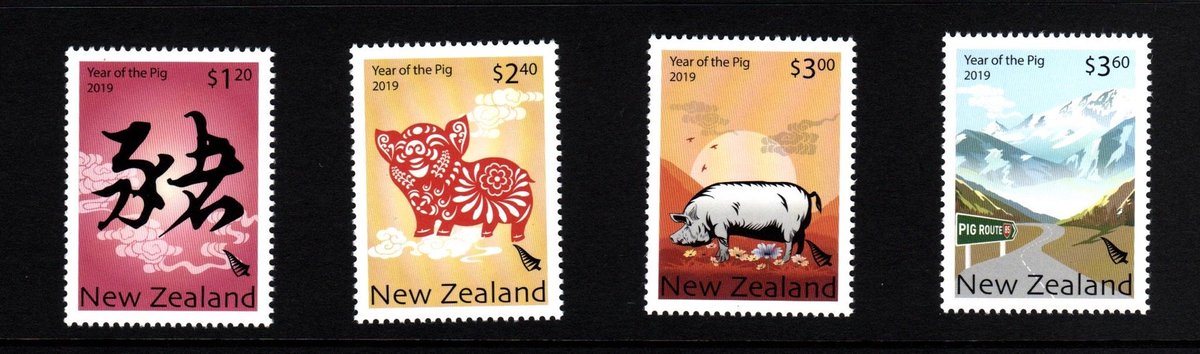 Year of the Pig
2019
$1.20
豬
New Zealand
Year of the Pig
2019
$2.40
New Zealand
Year of the Pig
2019
$3.00
New Zealand
Year of the Pig
2019
$3.60
PIG ROUTE 85
New Zealand